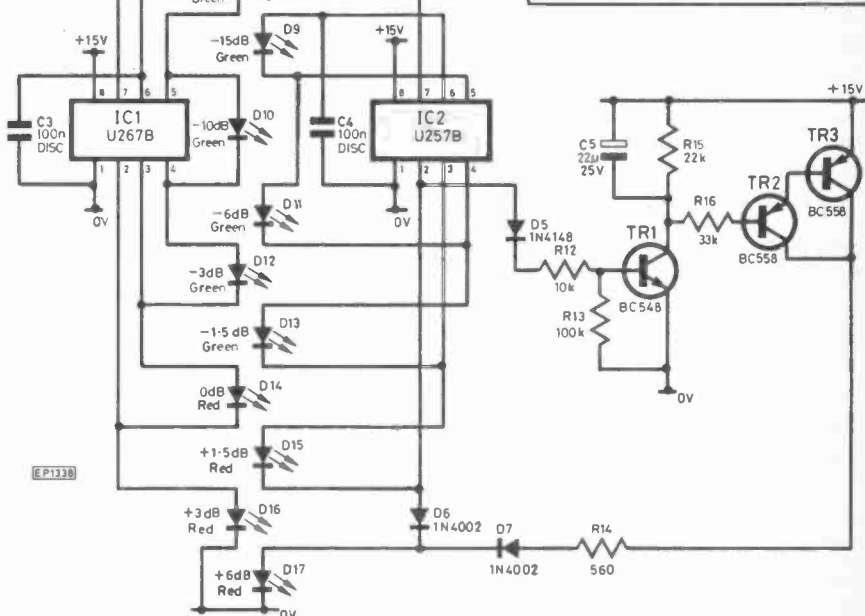 Green
-15dB
Green
D9
+15V
+15V
8 7 6 5
IC1
U267B
1 2 3 4
C3
100n
DISC
0V
-10dB
Green
D10
8 7 6 5
IC2
U257B
1 2 3 4
C4
100n
DISC
0V
-6dB
Green
D11
-3dB
Green
D12
-1·5dB
Green
D13
0dB
Red
D14
+1·5dB
Red
D15
+3dB
Red
D16
+6dB
Red
D17
0V
D5
1N4148
R12
10k
R13
100k
C5
22µ
25V
R15
22k
TR1
BC548
R16
33k
TR2
BC558
TR3
BC558
+15V
0V
D6
1N4002
D7
1N4002
R14
560
EP133B